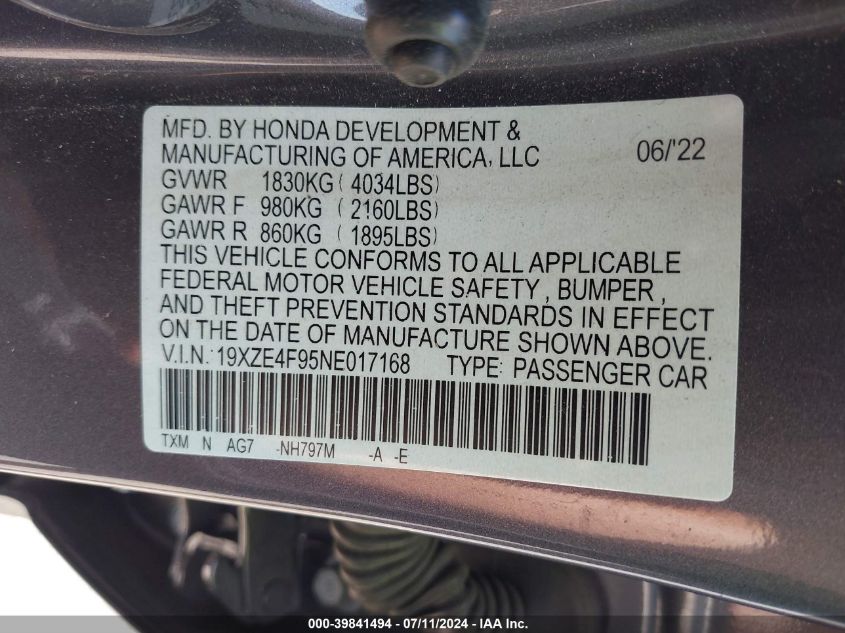 MFD. BY HONDA DEVELOPMENT &
MANUFACTURING OF AMERICA, LLC 06/'22
GVWR 1830KG ( 4034LBS)
GAWR F 980KG ( 2160LBS)
GAWR R 860KG ( 1895LBS)
THIS VEHICLE CONFORMS TO ALL APPLICABLE
FEDERAL MOTOR VEHICLE SAFETY , BUMPER ,
AND THEFT PREVENTION STANDARDS IN EFFECT
ON THE DATE OF MANUFACTURE SHOWN ABOVE.
V.I.N. 19XZE4F95NE017168 TYPE: PASSENGER CAR
TXM N AG7 -NH797M -A -E
000-39841494 - 07/11/2024 - IAAI.com